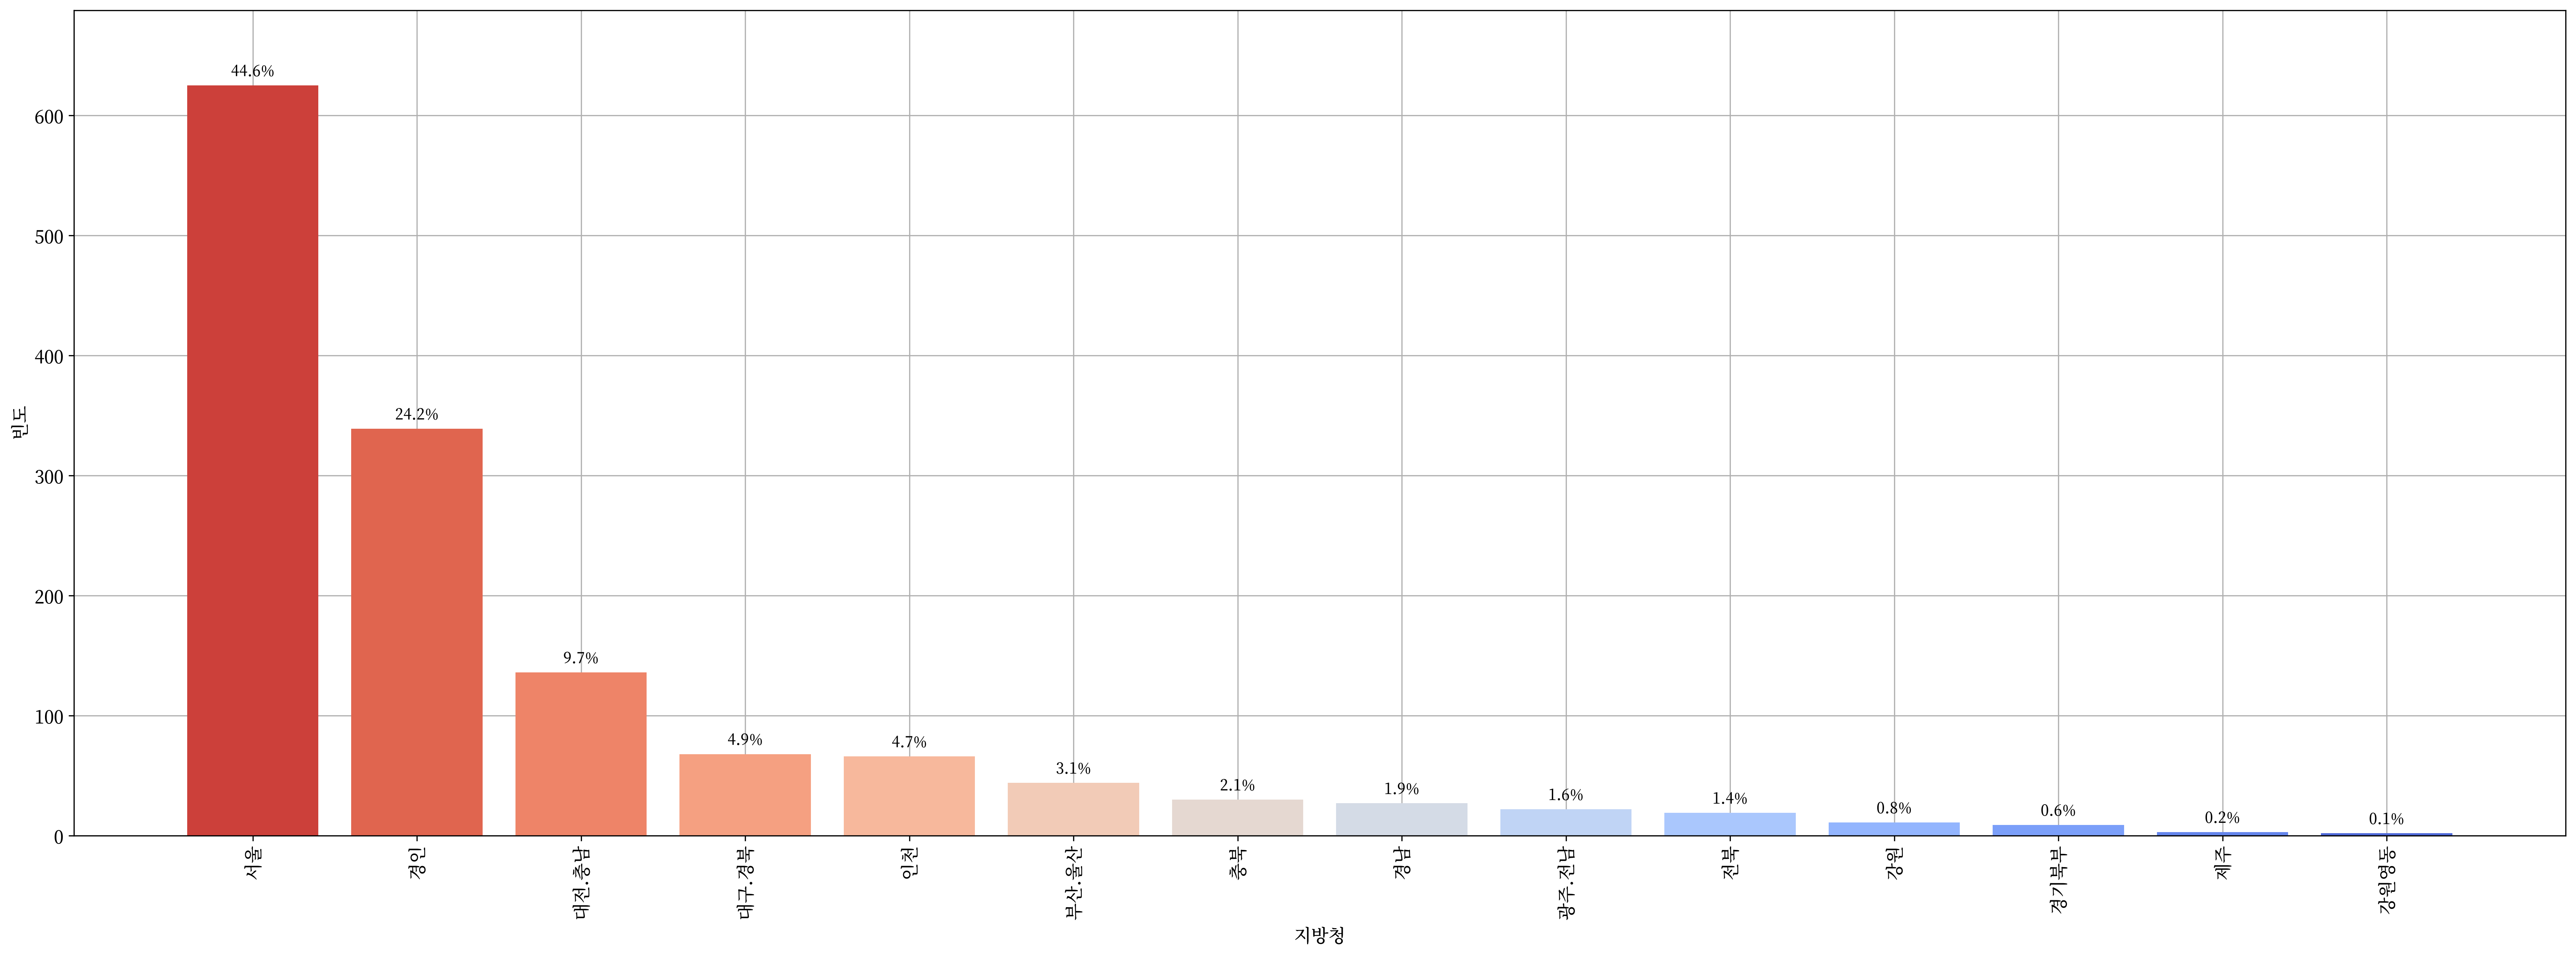 44.6%
24.2%
9.7%
4.9%
4.7%
3.1%
2.1%
1.9%
1.6%
1.4%
0.8%
0.6%
0.2%
0.1%
600
500
400
300
200
100
0
빈도
서울
경인
대전.충남
대구.경북
인천
부산.울산
충북
경남
광주.전남
전북
강원
경기북부
제주
강원영동
지방청